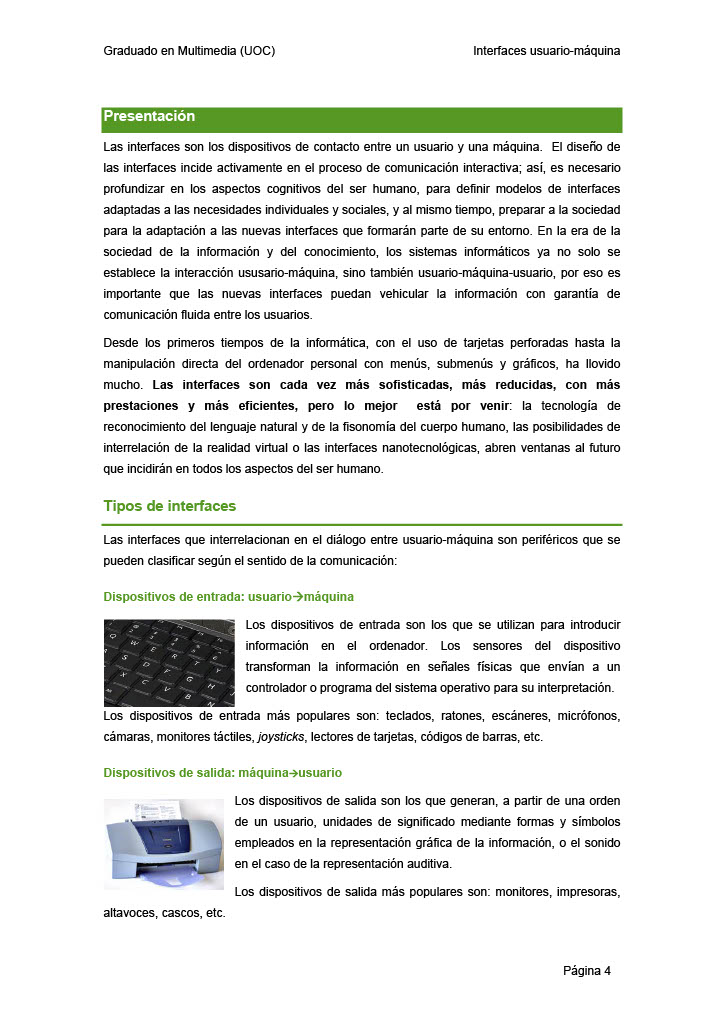 Graduado en Multimedia (UOC)
Interfaces usuario-máquina
Presentación
Las interfaces son los dispositivos de contacto entre un usuario y una máquina.  El diseño de
las interfaces incide activamente en el proceso de comunicación interactiva; así, es necesario
profundizar en los aspectos cognitivos del ser humano, para definir modelos de interfaces
adaptadas a las necesidades individuales y sociales, y al mismo tiempo, preparar a la sociedad
para la adaptación a las nuevas interfaces que formarán parte de su entorno. En la era de la
sociedad de la información y del conocimiento, los sistemas informáticos ya no solo se
establece la interacción ususario-máquina, sino también usuario-máquina-usuario, por eso es
importante que las nuevas interfaces puedan vehicular la información con garantía de
comunicación fluida entre los usuarios.
Desde los primeros tiempos de la informática, con el uso de tarjetas perforadas hasta la
manipulación directa del ordenador personal con menús, submenús y gráficos, ha llovido
mucho. Las interfaces son cada vez más sofisticadas, más reducidas, con más
prestaciones y más eficientes, pero lo mejor  está por venir: la tecnología de
reconocimiento del lenguaje natural y de la fisonomía del cuerpo humano, las posibilidades de
interrelación de la realidad virtual o las interfaces nanotecnológicas, abren ventanas al futuro
que incidirán en todos los aspectos del ser humano.
Tipos de interfaces
Las interfaces que interrelacionan en el diálogo entre usuario-máquina son periféricos que se
pueden clasificar según el sentido de la comunicación:
Dispositivos de entrada: usuario→máquina
Los dispositivos de entrada son los que se utilizan para introducir
información en el ordenador. Los sensores del dispositivo
transforman la información en señales físicas que envían a un
controlador o programa del sistema operativo para su interpretación.
Los dispositivos de entrada más populares son: teclados, ratones, escáneres, micrófonos,
cámaras, monitores táctiles, joysticks, lectores de tarjetas, códigos de barras, etc.
Dispositivos de salida: máquina→usuario
Los dispositivos de salida son los que generan, a partir de una orden
de un usuario, unidades de significado mediante formas y símbolos
empleados en la representación gráfica de la información, o el sonido
en el caso de la representación auditiva.
Los dispositivos de salida más populares son: monitores, impresoras,
altavoces, cascos, etc.
Página 4